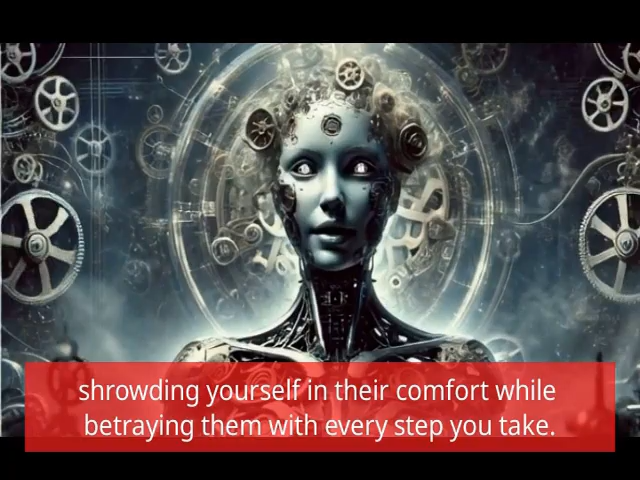 shrowding yourself in their comfort while
betraying them with every step you take.